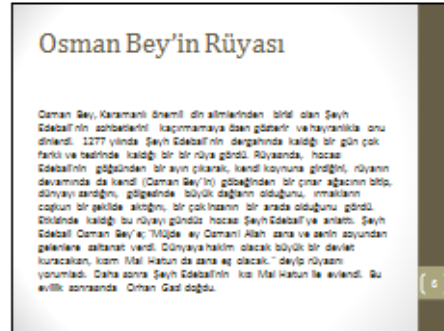 Osman Bey’in Rüyası
Osman Bey, Karamanlı önemli din alimlerinden birisi olan Şeyh
Edebali'nin sohbetlerini kaçırmamaya özen gösterir ve hayranlıkla onu
dinlerdi. 1277 yılında Şeyh Edebali'nin dergahında kaldığı bir gün çok
farklı ve tesirinde kaldığı bir bir rüya gördü. Rüyasında, hocası
Edebali'nin göğsünden bir ayın çıkarak, kendi koynuna girdiğini, rüyanın
devamında da kendi (Osman Bey'in) göbeğinden bir çınar ağacının bitip,
dünyayı sardığını, gölgesinde büyük dağların olduğunu, ırmakların
coşkun bir şekilde aktığını, bir çok insanın bir arada olduğunu gördü.
Etkisinde kaldığı bu rüyayı gündüz hocası Şeyh Edebali'ye anlattı. Şeyh
Edebali Osman Bey'e; "Müjde ey Osman! Allah sana ve senin soyundan
gelenlere saltanat verdi. Dünyaya hakim olacak büyük bir devlet
kuracaksın, kızım Mal Hatun da sana eş olacak." deyip rüyasını
yorumladı. Daha sonra Şeyh Edebali'nin kızı Mal Hatun ile evlendi. Bu
evlilik sonrasında Orhan Gazi doğdu.
6